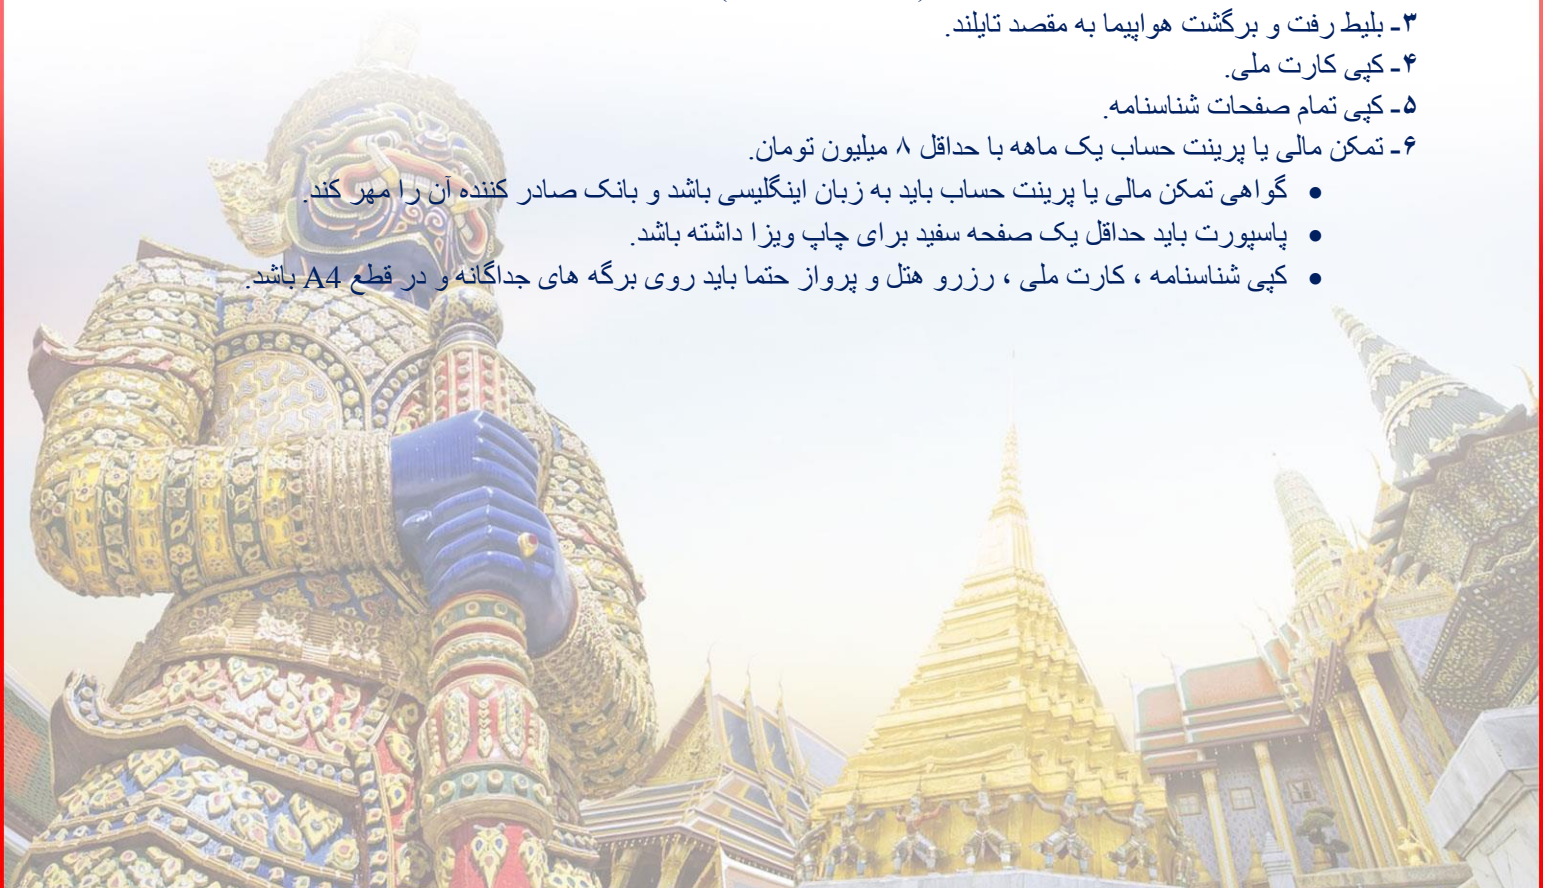 ۳- بلیط رفت و برگشت هواپیما به مقصد تایلند.
۴- کپی کارت ملی.
۵- کپی تمام صفحات شناسنامه.
۶- تمکن مالی یا پرینت حساب یک ماهه با حداقل ۸ میلیون تومان.
• گواهی تمکن مالی یا پرینت حساب باید به زبان اینگلیسی باشد و بانک صادر کننده آن را مهر کند.
• پاسپورت باید حداقل یک صفحه سفید برای چاپ ویزا داشته باشد.
• کپی شناسنامه ، کارت ملی ، رزرو هتل و پرواز حتما باید روی برگه های جداگانه و در قطع A4 باشد.